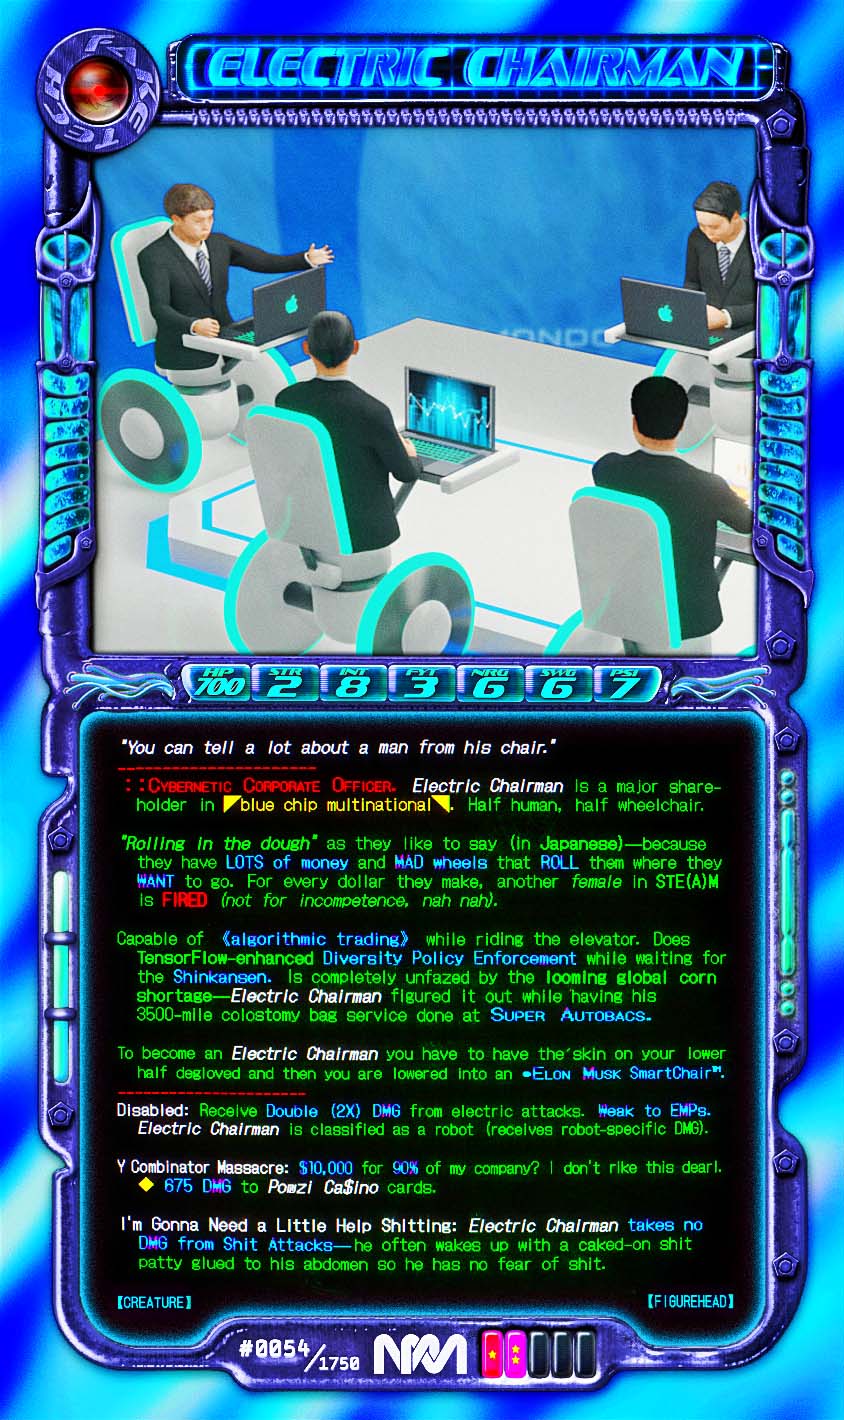 FAKE TECH
ELECTRIC CHAIRMAN
HP STR INT FYT NRG SWG PSI
700 2 8 3 6 6 7
"You can tell a lot about a man from his chair."
::Cybernetic Corporate Officer. Electric Chairman is a major share-
holder in ◤blue chip multinational◥. Half human, half wheelchair.
"Rolling in the dough" as they like to say (in Japanese)—because
they have LOTS of money and MAD wheels that ROLL them where they
WANT to go. For every dollar they make, another female in STE(A)M
is FIRED (not for incompetence, nah nah).
Capable of 《algorithmic trading》 while riding the elevator. Does
TensorFlow-enhanced Diversity Policy Enforcement while waiting for
the Shinkansen. Is completely unfazed by the looming global corn
shortage—Electric Chairman figured it out while having his
3500-mile colostomy bag service done at Super Autobacs.
To become an Electric Chairman you have to have the skin on your lower
half degloved and then you are lowered into an •Elon Musk SmartChair™.
Disabled: Receive Double (2X) DMG from electric attacks. Weak to EMPs.
Electric Chairman is classified as a robot (receives robot-specific DMG).
Y Combinator Massacre: $10,000 for 90% of my company? I don't rike this dearl.
◆ 675 DMG to Powzi Ca$ino cards.
I'm Gonna Need a Little Help Shitting: Electric Chairman takes no
DMG from Shit Attacks—he often wakes up with a caked-on shit
patty glued to his abdomen so he has no fear of shit.
【CREATURE】 【FIGUREHEAD】
#0054/1750